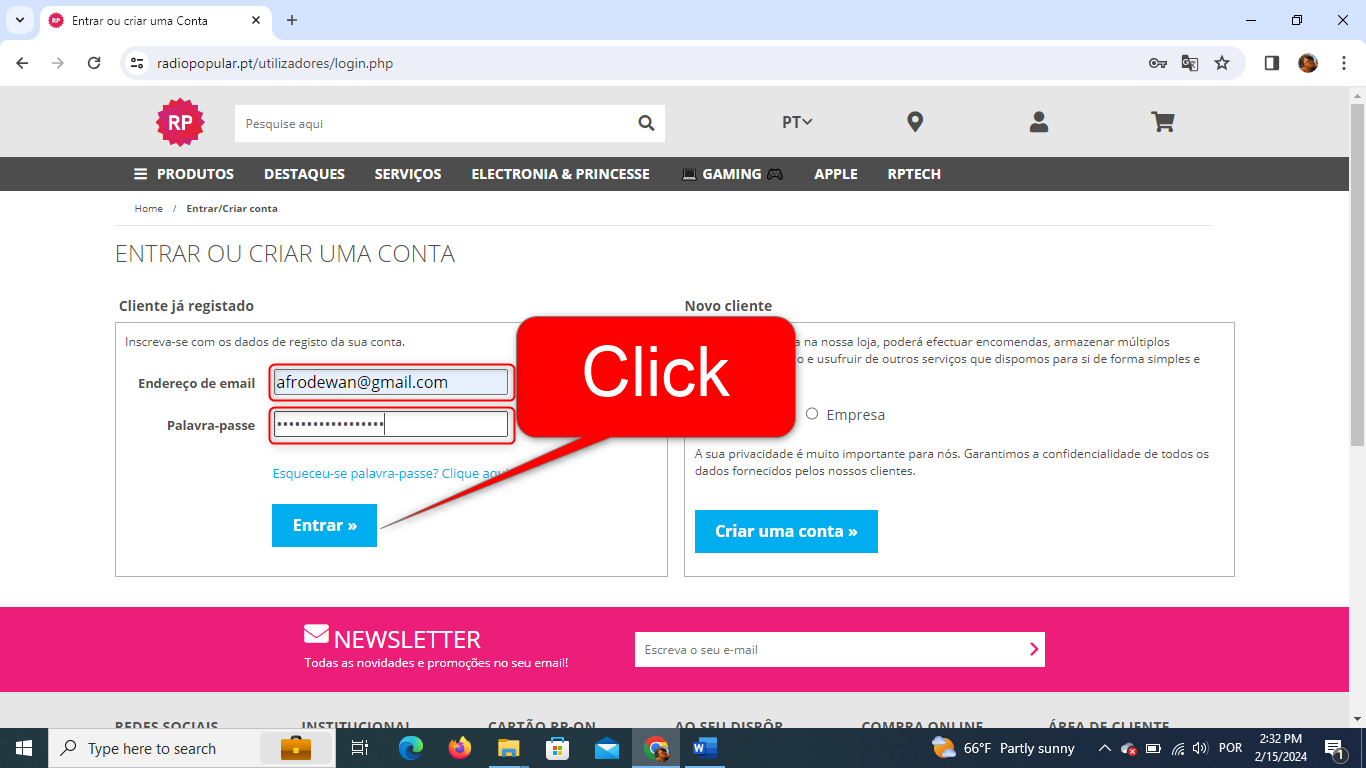 Entrar ou criar uma Conta
radiopopular.pt/utilizadores/login.php
RP
Pesquise aqui
PT
PRODUTOS DESTAQUES SERVIÇOS ELECTRONIA & PRINCESSE GAMING APPLE RPTECH
Home / Entrar/Criar conta
ENTRAR OU CRIAR UMA CONTA
Cliente já registado
Inscreva-se com os dados de registo da sua conta.
Endereço de email
afrodewan@gmail.com
Palavra-passe
••••••••••••••••••
Esqueceu-se palavra-passe? Clique aqui
Entrar »
Click
Novo cliente
a na nossa loja, poderá efectuar encomendas, armazenar múltiplos
o e usufruir de outros serviços que dispomos para si de forma simples e
Empresa
A sua privacidade é muito importante para nós. Garantimos a confidencialidade de todos os
dados fornecidos pelos nossos clientes.
Criar uma conta »
NEWSLETTER
Todas as novidades e promoções no seu email!
Escreva o seu e-mail
REDES SOCIAIS INSTITUCIONAL CARTÃO RP-ON AO SEU DISPÔR COMPRA ONLINE ÁREA DE CLIENTE
Type here to search
66°F Partly sunny
POR
2:32 PM
2/15/2024
1